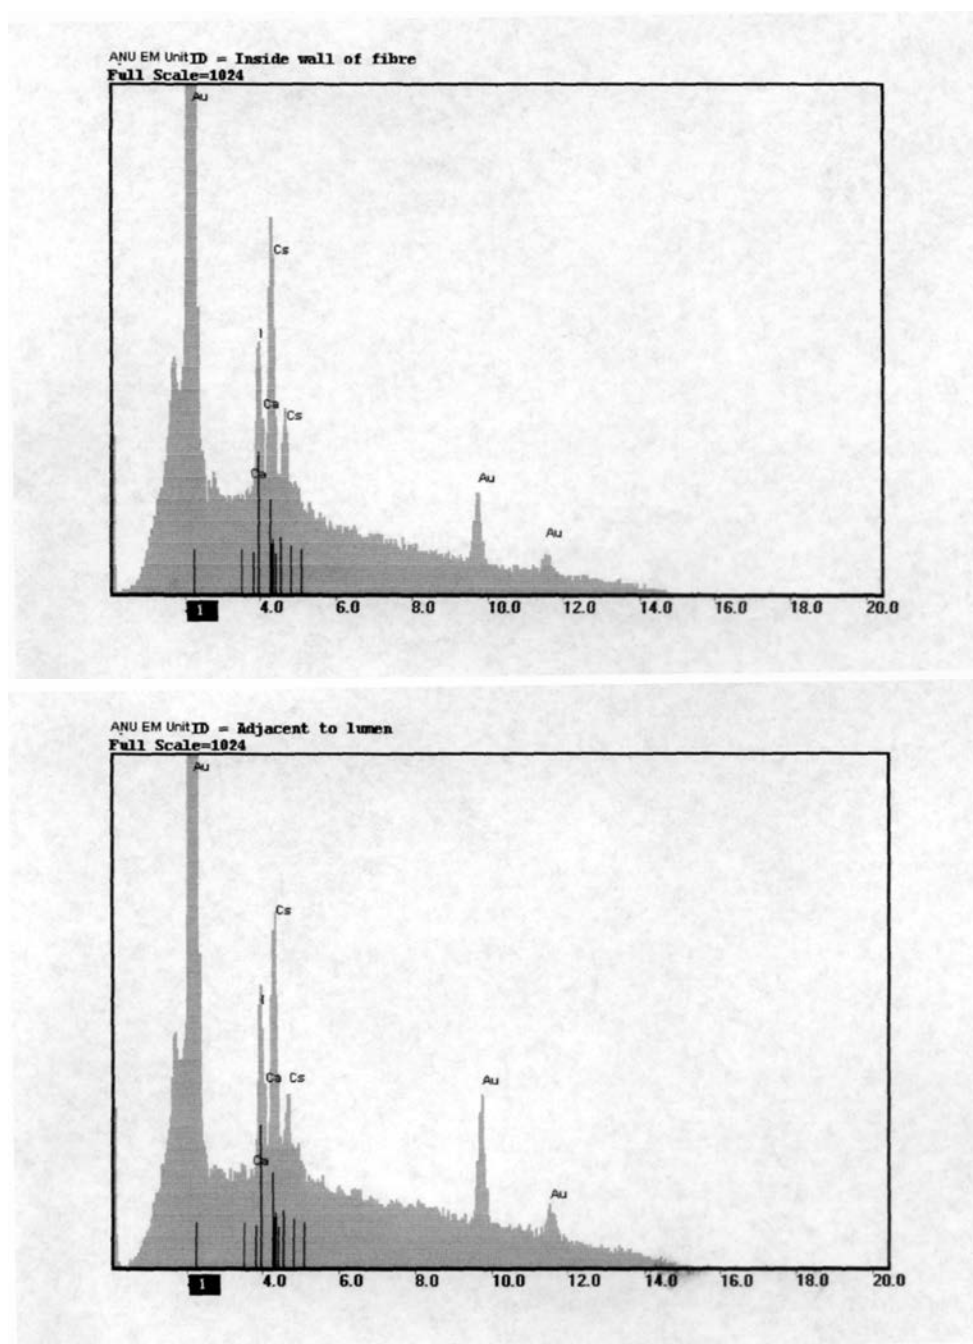 ANU EM Unit ID = Inside wall of fibre
Full Scale=1024
Au
Cs
I
Ca
Cs
Ca
Au
Au
1 4.0 6.0 8.0 10.0 12.0 14.0 16.0 18.0 20.0
ANU EM Unit ID = Adjacent to lumen
Full Scale=1024
Au
Cs
I
Ca Cs
Au
Ca
Au
1 4.0 6.0 8.0 10.0 12.0 14.0 16.0 18.0 20.0